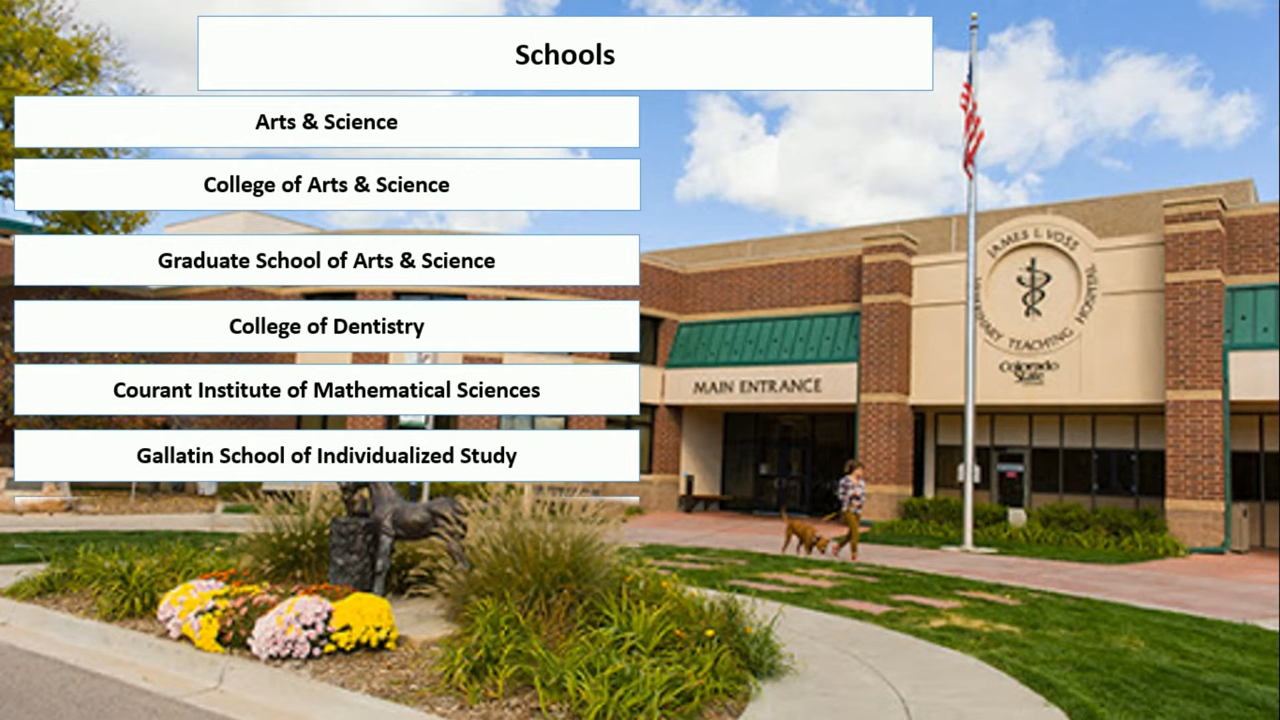 Schools
Arts & Science
College of Arts & Science
Graduate School of Arts & Science
College of Dentistry
Courant Institute of Mathematical Sciences
Gallatin School of Individualized Study
JAMES L. VOSS
VETERINARY TEACHING HOSPITAL
Colorado
State
MAIN ENTRANCE